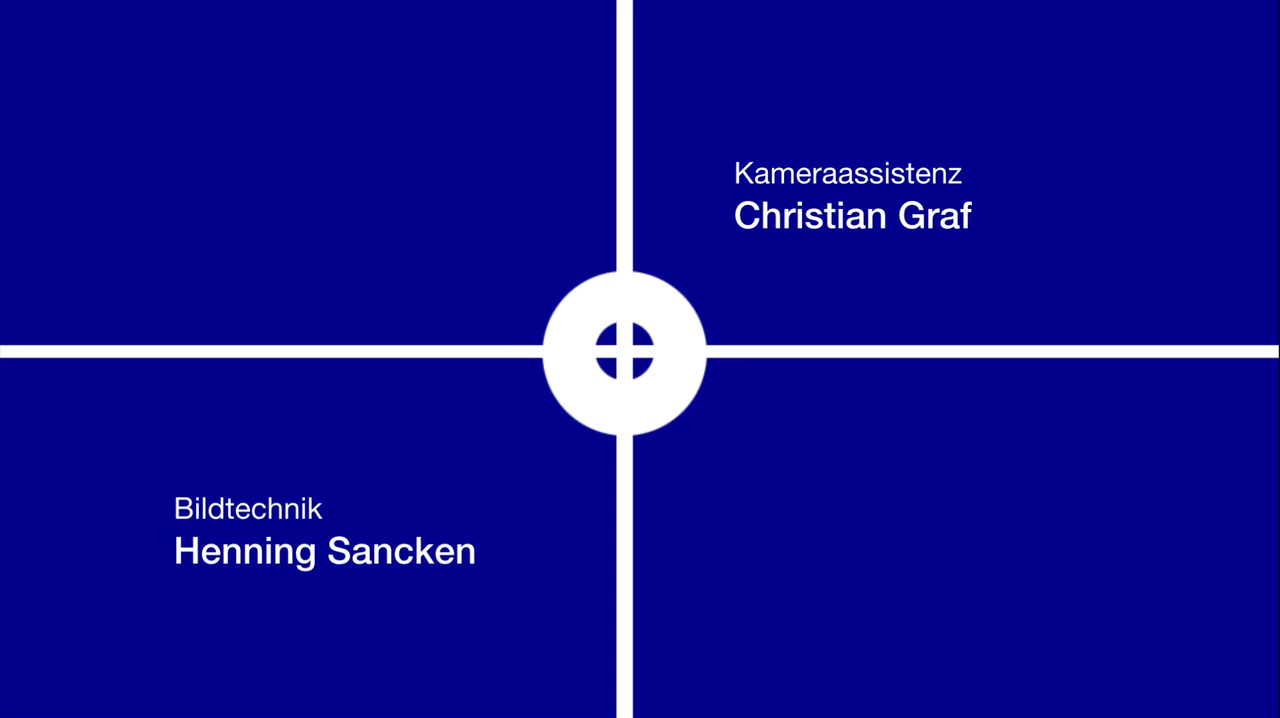 Kameraassistenz
Christian Graf
Bildtechnik
Henning Sancken